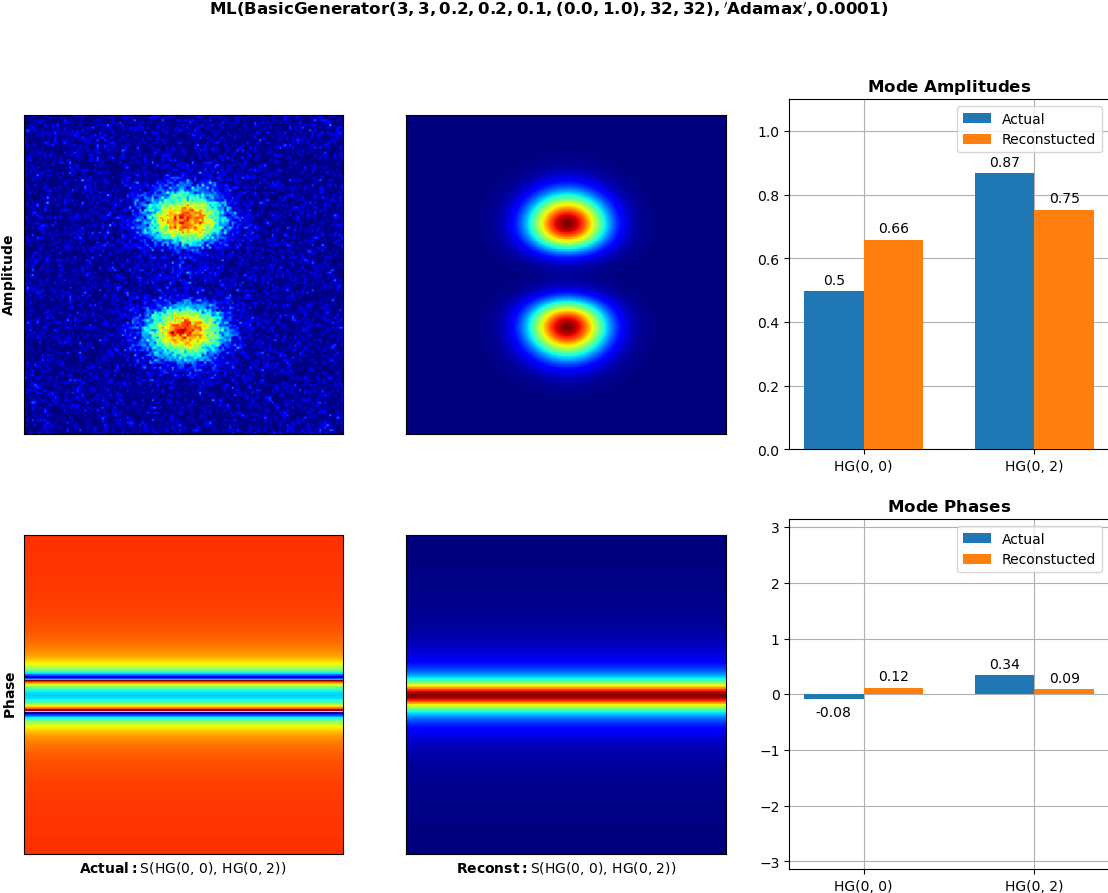 ML(BasicGenerator(3, 3, 0.2, 0.2, 0.1, (0.0, 1.0), 32, 32), ′Adamax′, 0.0001)
Amplitude
Mode Amplitudes
Actual
Reconstucted
1.0
0.8
0.6
0.4
0.2
0.0
0.5
0.66
0.87
0.75
HG(0, 0)
HG(0, 2)
Phase
Actual: S(HG(0, 0), HG(0, 2))
Reconst: S(HG(0, 0), HG(0, 2))
Mode Phases
Actual
Reconstucted
3
2
1
0
−1
−2
−3
-0.08
0.12
0.34
0.09
HG(0, 0)
HG(0, 2)